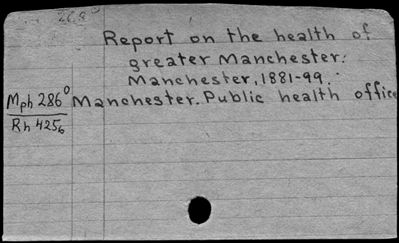 Report on the health of
greater Manchester.
Manchester, 1881-99.
Mph 286°
Manchester. Public health office
Rh 4256